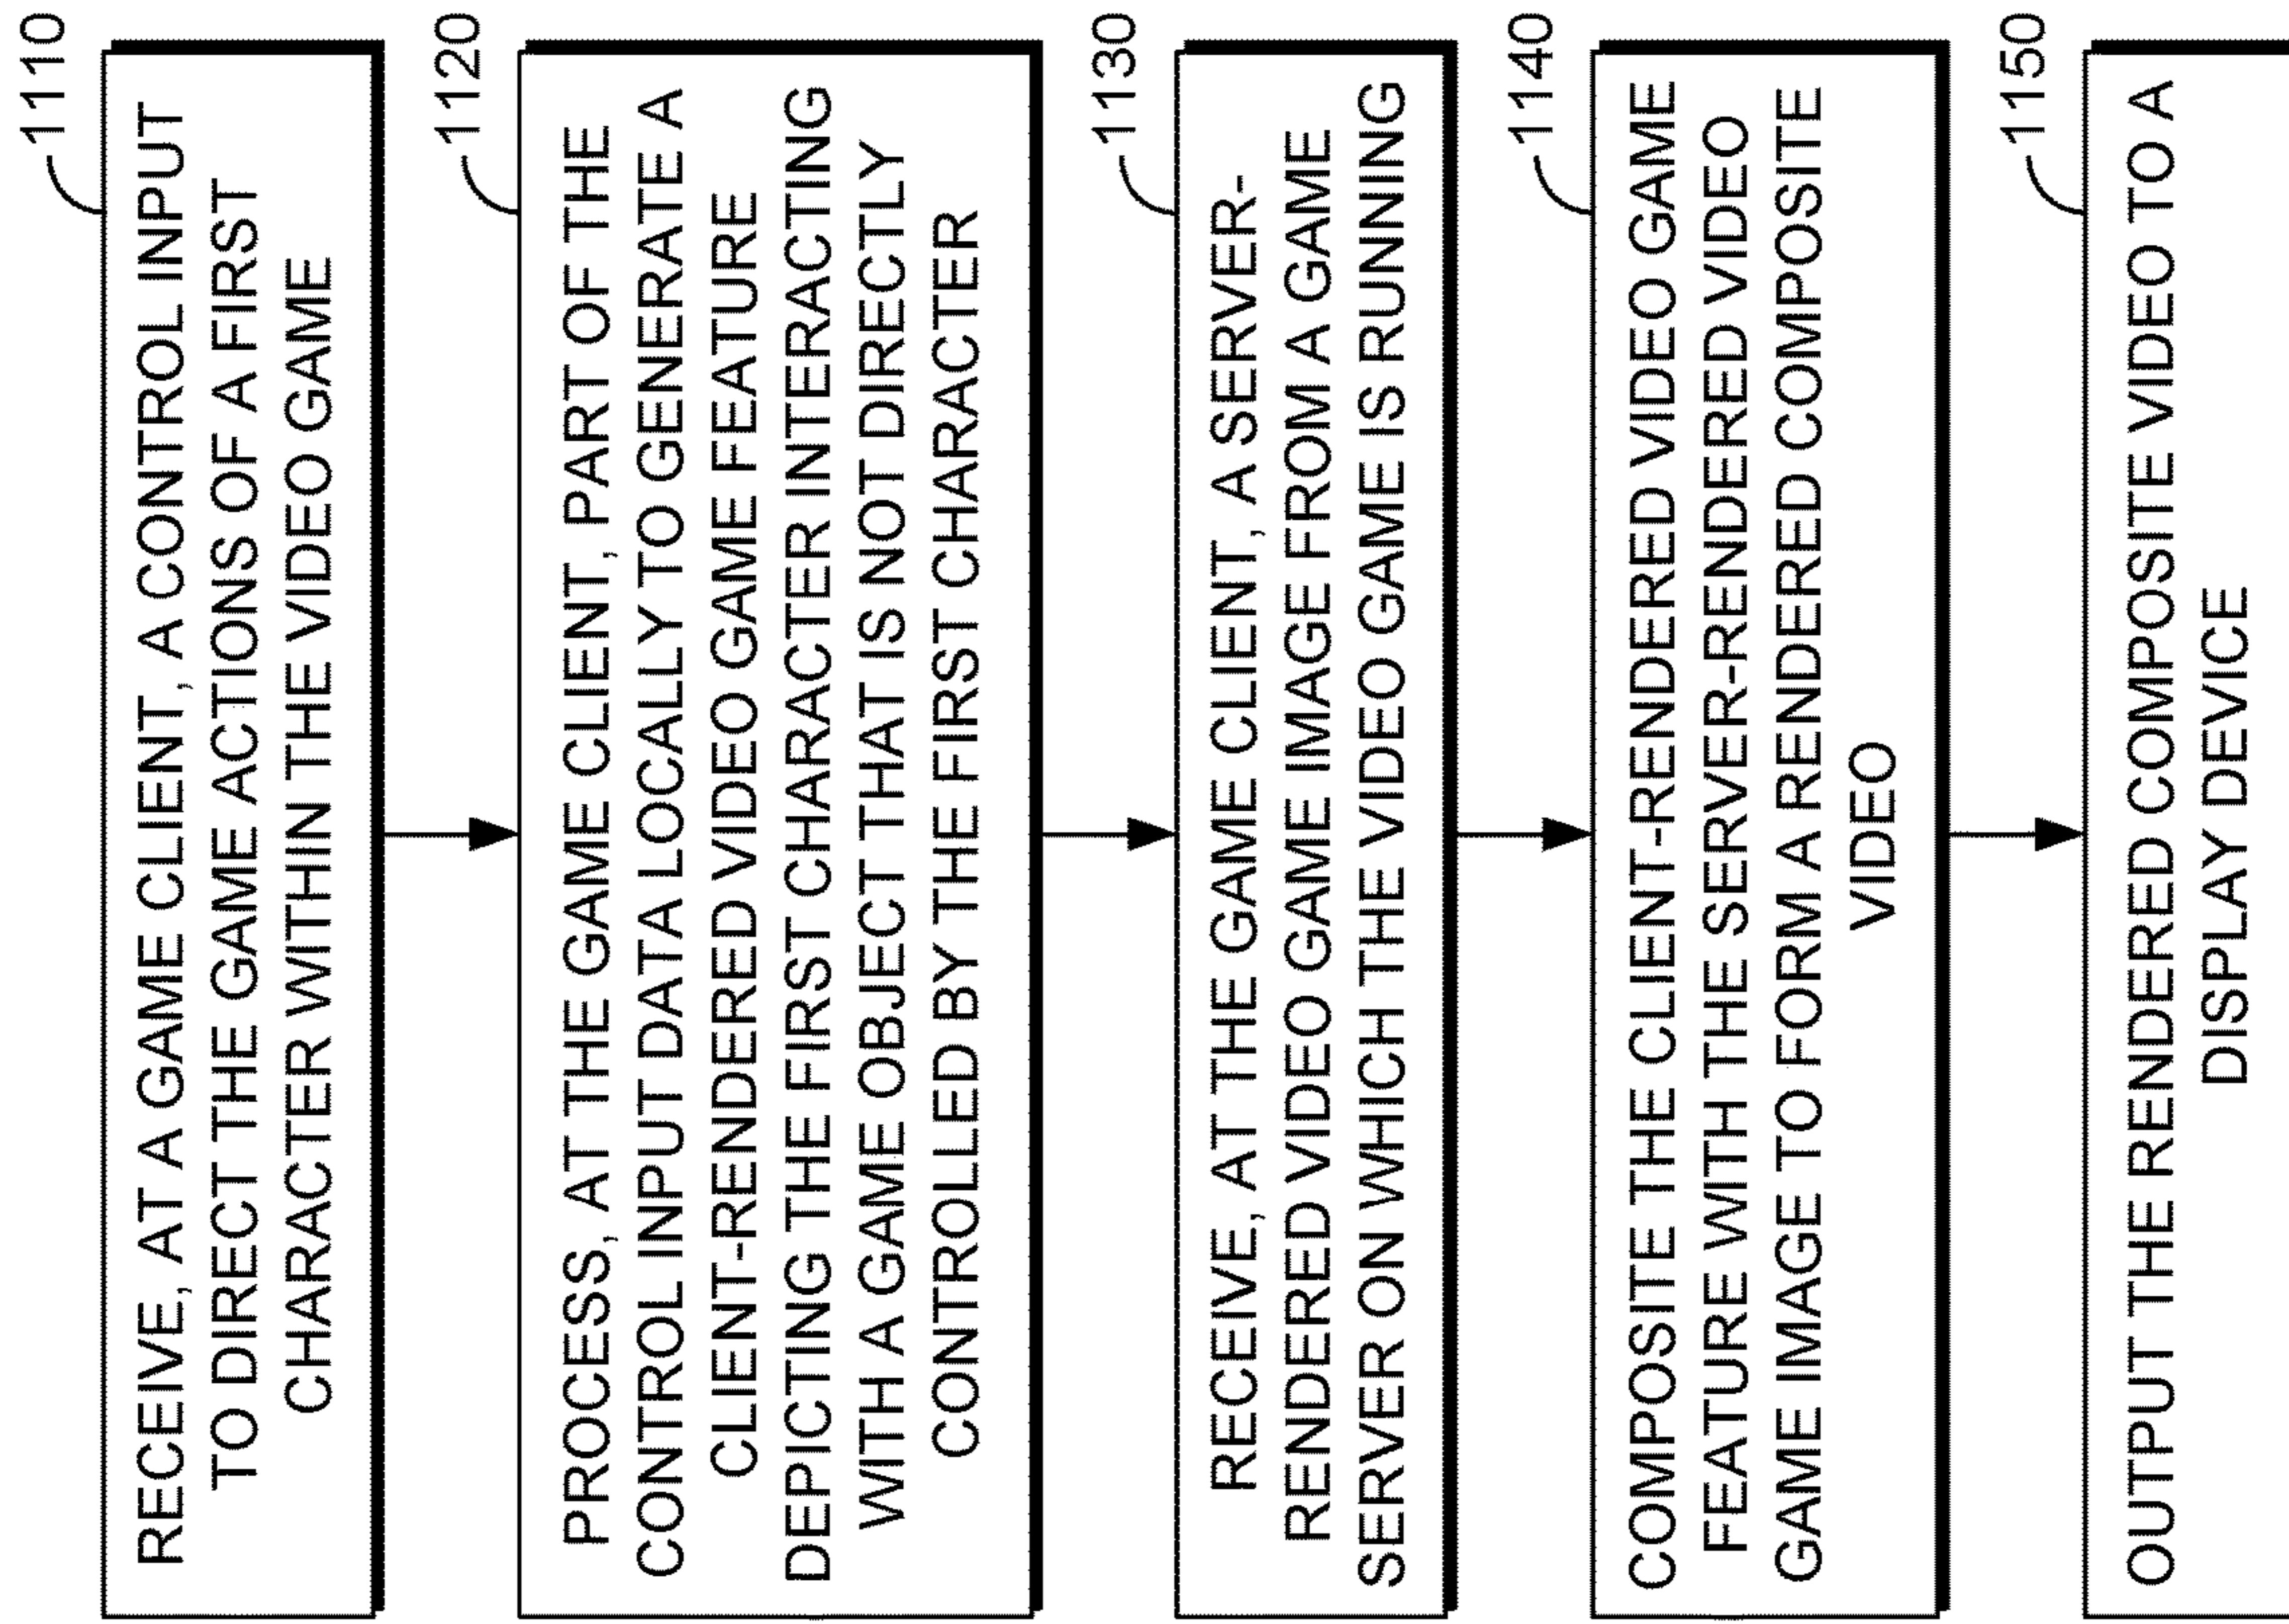 1110
RECEIVE, AT A GAME CLIENT, A CONTROL INPUT
TO DIRECT THE GAME ACTIONS OF A FIRST
CHARACTER WITHIN THE VIDEO GAME
1120
PROCESS, AT THE GAME CLIENT, PART OF THE
CONTROL INPUT DATA LOCALLY TO GENERATE A
CLIENT-RENDERED VIDEO GAME FEATURE
DEPICTING THE FIRST CHARACTER INTERACTING
WITH A GAME OBJECT THAT IS NOT DIRECTLY
CONTROLLED BY THE FIRST CHARACTER
1130
RECEIVE, AT THE GAME CLIENT, A SERVER-
RENDERED VIDEO GAME IMAGE FROM A GAME
SERVER ON WHICH THE VIDEO GAME IS RUNNING
1140
COMPOSITE THE CLIENT-RENDERED VIDEO GAME
FEATURE WITH THE SERVER-RENDERED VIDEO
GAME IMAGE TO FORM A RENDERED COMPOSITE
VIDEO
1150
OUTPUT THE RENDERED COMPOSITE VIDEO TO A
DISPLAY DEVICE